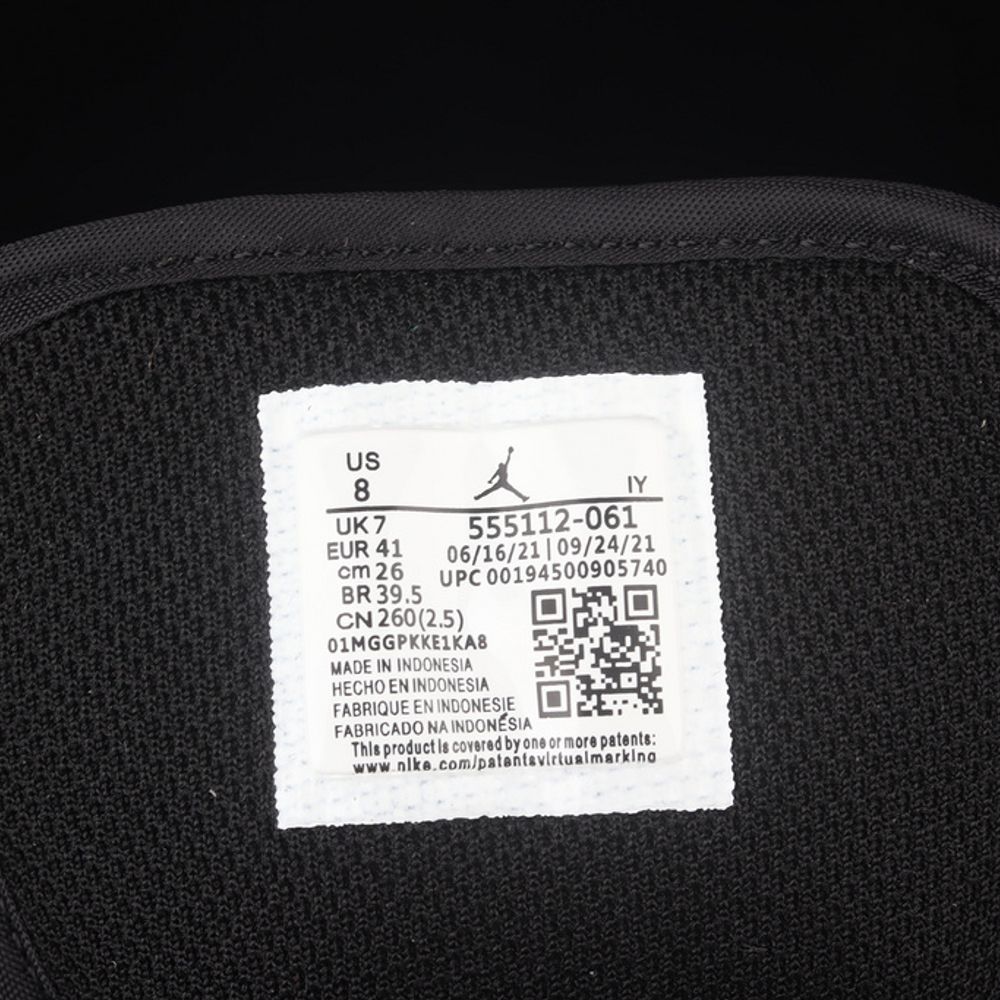 US
8
IY
UK 7
555112-061
EUR 41
06/16/21 | 09/24/21
cm 26
UPC 00194500905740
BR 39.5
CN 260(2.5)
01MGGPKKE1KA8
MADE IN INDONESIA
HECHO EN INDONESIA
FABRIQUE EN INDONESIE
FABRICADO NA INDONÉSIA
This product is covered by one or more patents:
www.nike.com/patentsvirtualmarking